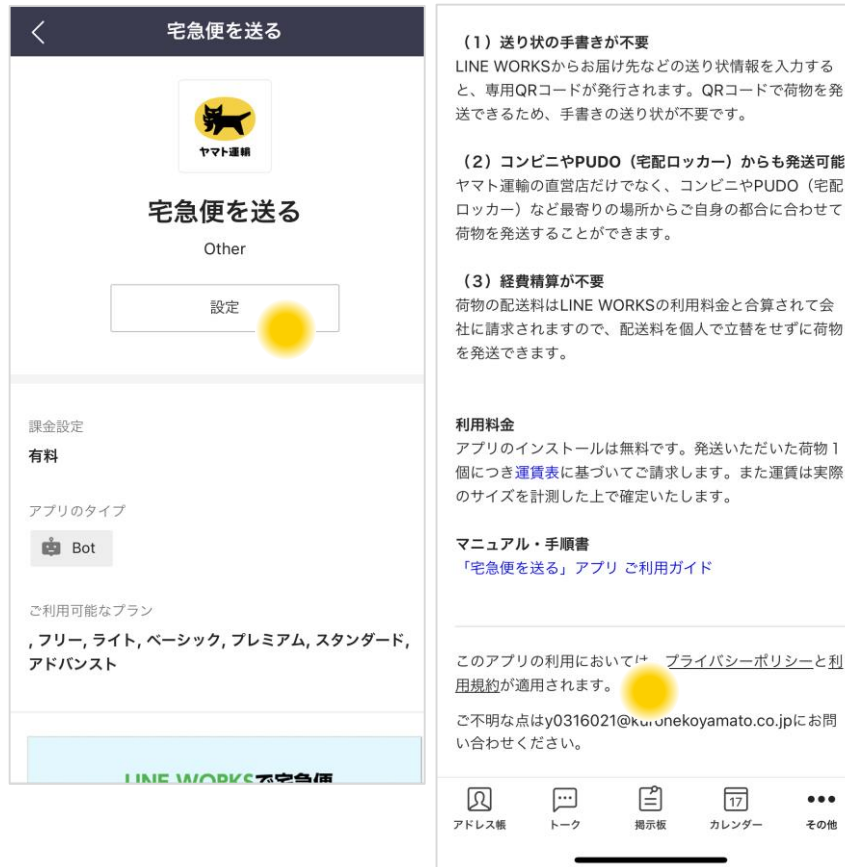 宅急便を送る
ヤマト運輸
宅急便を送る
Other
設定
課金設定
有料
アプリのタイプ
Bot
ご利用可能なプラン
, フリー, ライト, ベーシック, プレミアム, スタンダード,
アドバンスト
LINE WORKSで宅急便
（1）送り状の手書きが不要
LINE WORKSからお届け先などの送り状情報を入力する
と、専用QRコードが発行されます。QRコードで荷物を発
送できるため、手書きの送り状が不要です。
（2）コンビニやPUDO（宅配ロッカー）からも発送可能
ヤマト運輸の直営店だけでなく、コンビニやPUDO（宅配
ロッカー）など最寄りの場所からご自身の都合に合わせて
荷物を発送することができます。
（3）経費精算が不要
荷物の配送料はLINE WORKSの利用料金と合算されて会
社に請求されますので、配送料を個人で立替をせずに荷物
を発送できます。
利用料金
アプリのインストールは無料です。発送いただいた荷物1
個につき運賃表に基づいてご請求します。また運賃は実際
のサイズを計測した上で確定いたします。
マニュアル・手順書
「宅急便を送る」アプリ ご利用ガイド
このアプリの利用においては、プライバシーポリシーと利
用規約が適用されます。
ご不明な点はy0316021@kuronekoyamato.co.jpにお問
い合わせください。
17
アドレス帳 トーク 掲示板 カレンダー その他